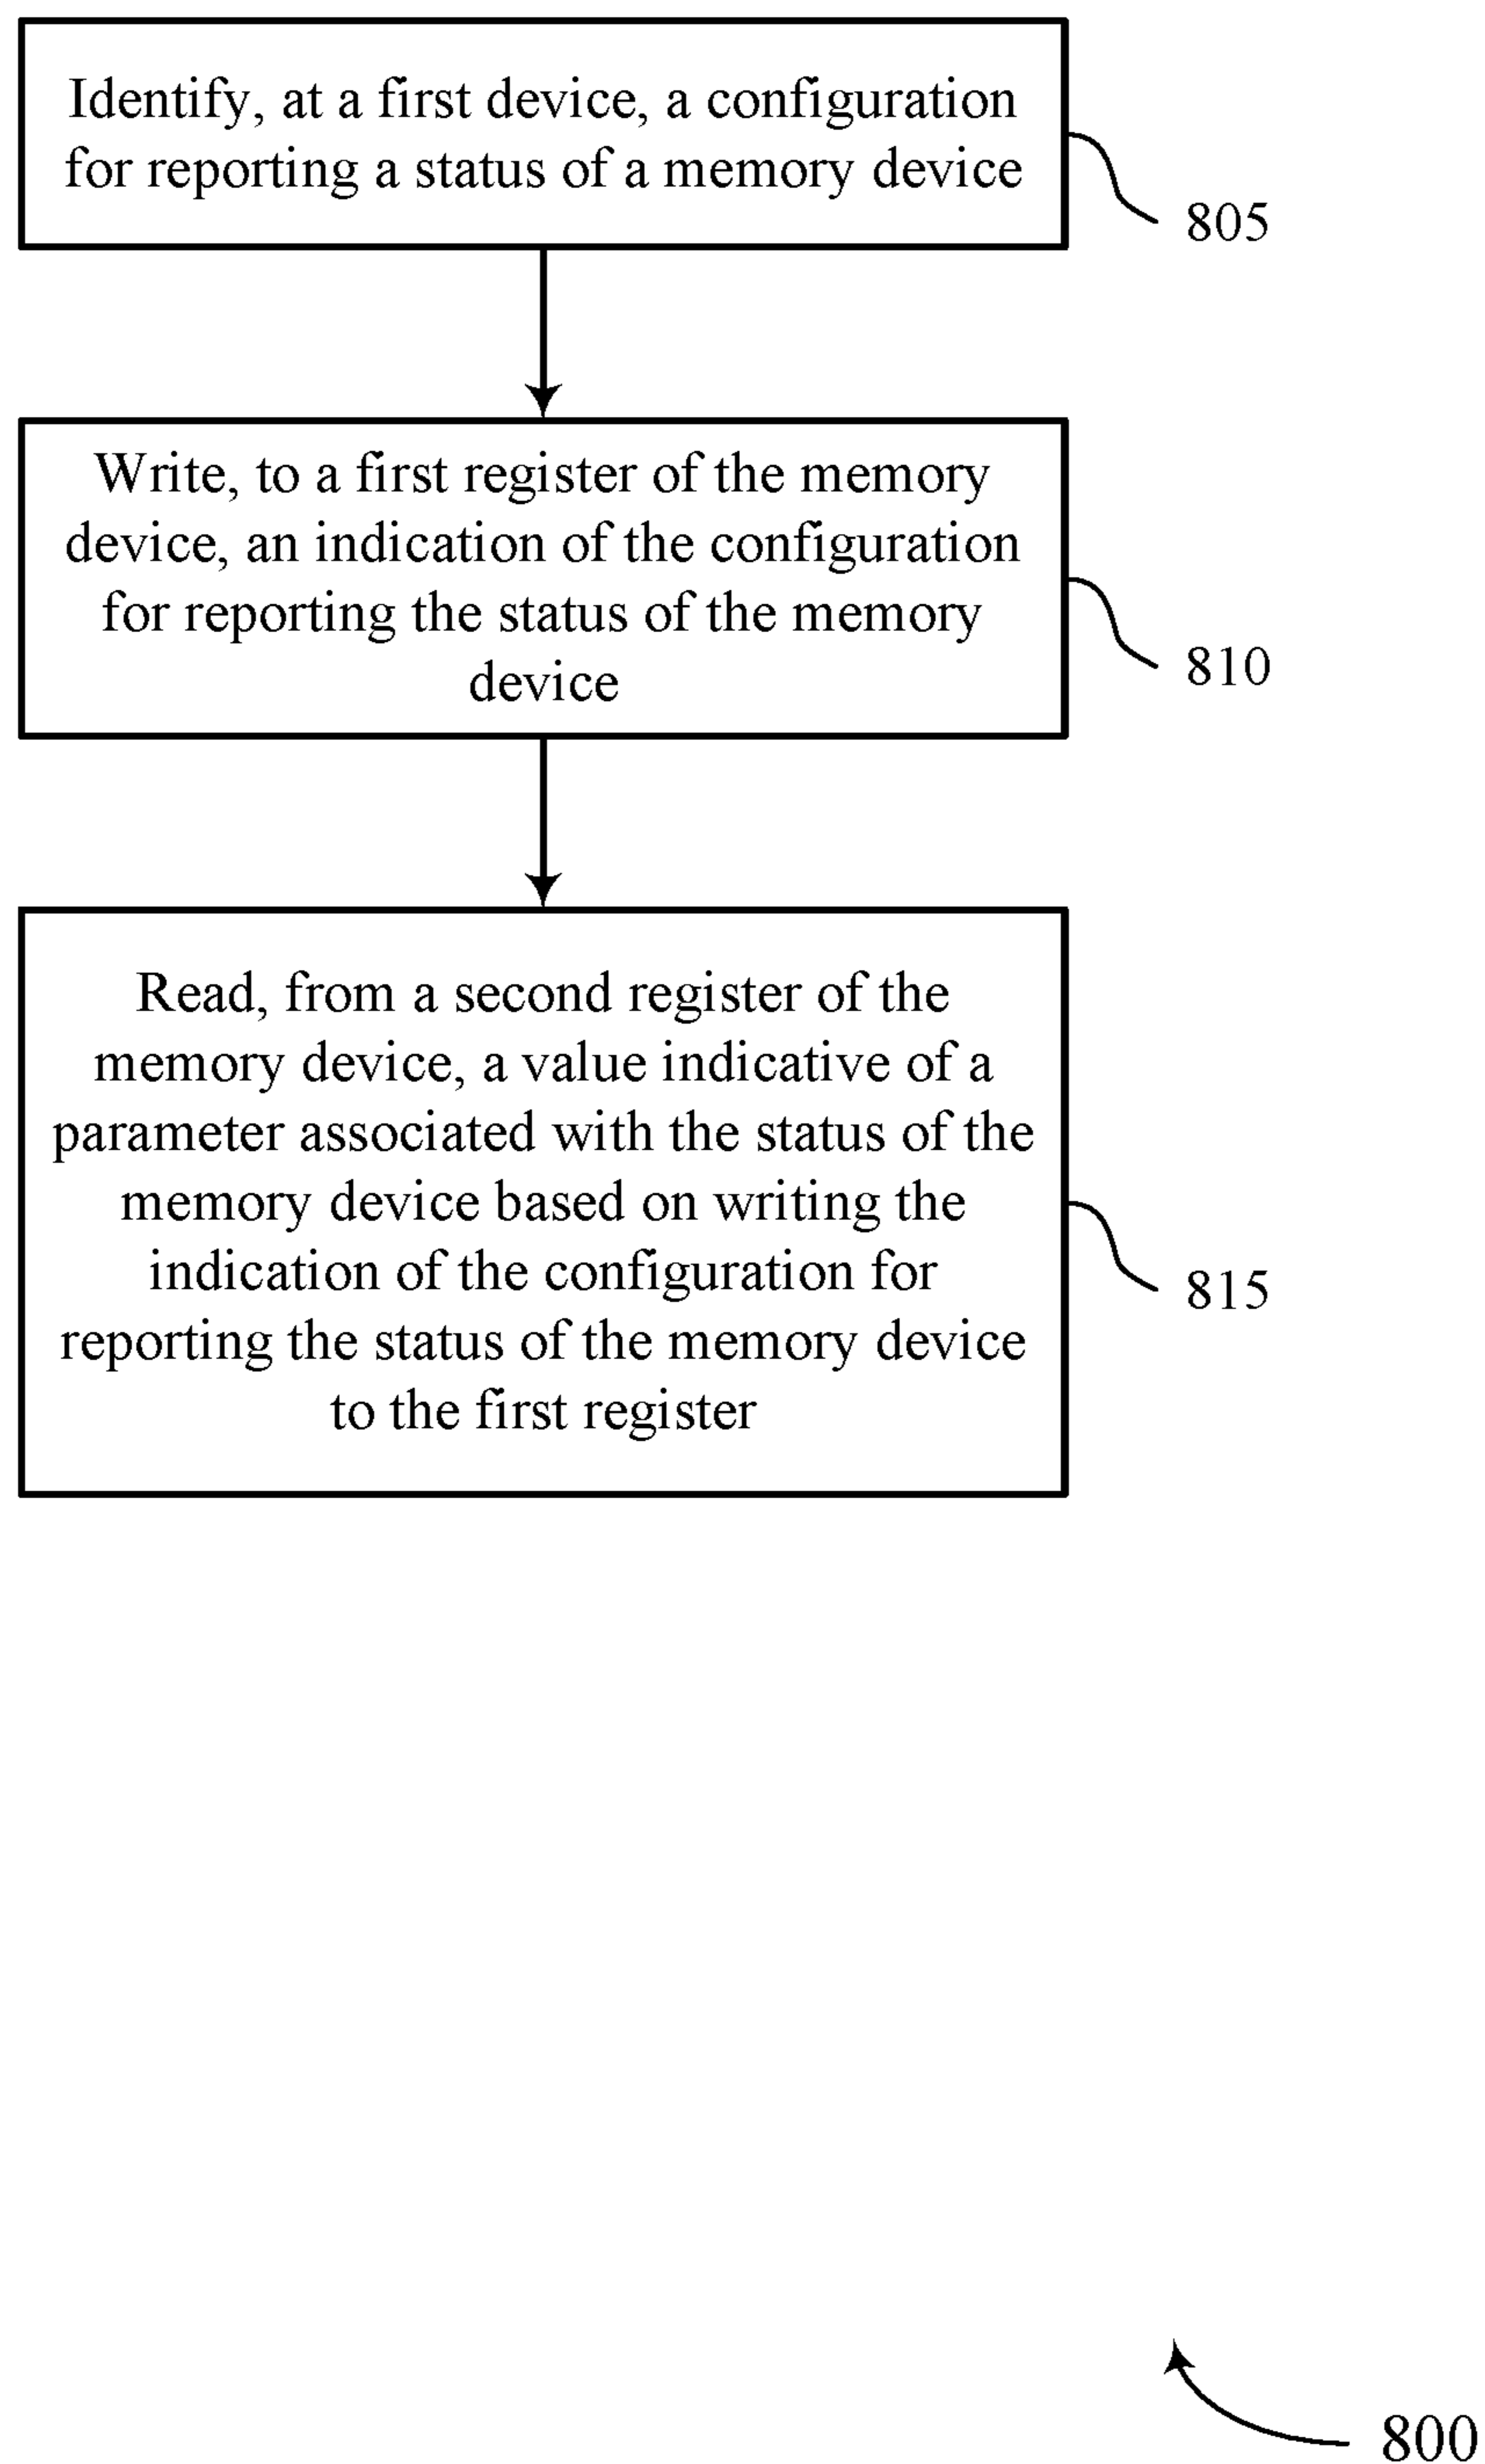 Identify, at a first device, a configuration
for reporting a status of a memory device
805
Write, to a first register of the memory
device, an indication of the configuration
for reporting the status of the memory
device
810
Read, from a second register of the
memory device, a value indicative of a
parameter associated with the status of the
memory device based on writing the
indication of the configuration for
reporting the status of the memory device
to the first register
815
800